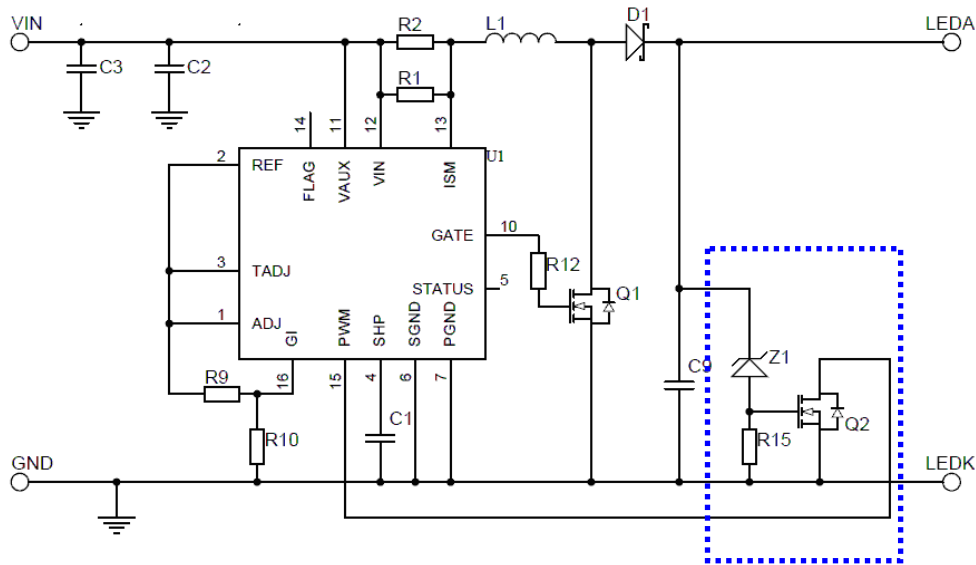 VIN
R2
L1
D1
LEDA
C3
C2
R1
14
11
12
13
U1
2
REF
FLAG
VAUX
VIN
ISM
GATE
10
3
TADJ
R12
STATUS
5
Q1
1
ADJ
GI
PWM
SHP
SGND
PGND
C9
Z1
R9
16
15
4
6
7
C1
R10
R15
Q2
GND
LEDK